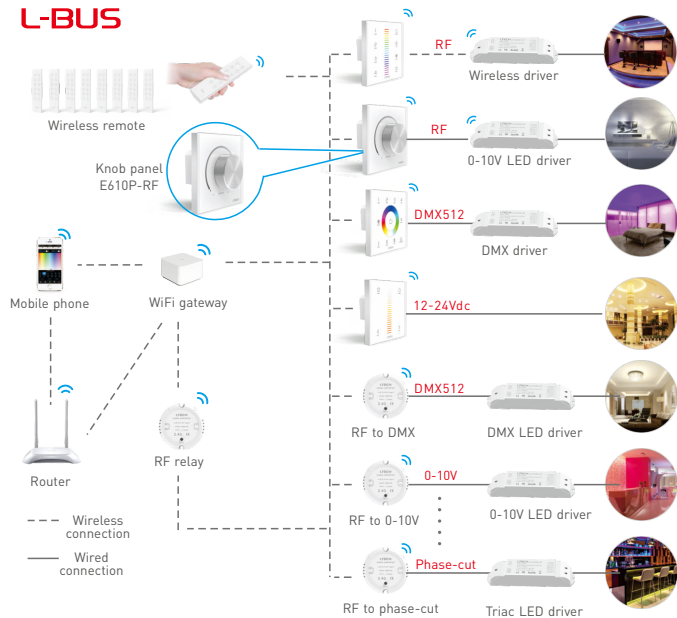 L-BUS
RF
Wireless driver
Wireless remote
RF
0-10V LED driver
Knob panel
E610P-RF
DMX512
DMX driver
Mobile phone
WiFi gateway
12-24Vdc
DMX512
RF to DMX
DMX LED driver
RF relay
Router
0-10V
RF to 0-10V
0-10V LED driver
Wireless
connection
Wired
connection
Phase-cut
RF to phase-cut
Triac LED driver